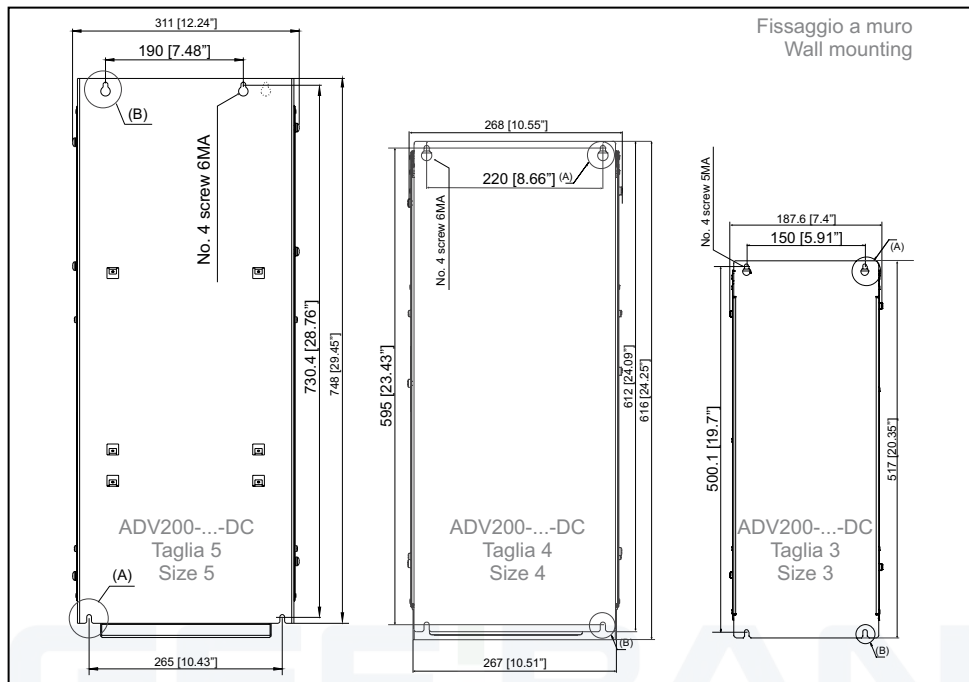 Fissaggio a muro
Wall mounting
311 [12.24"]
190 [7.48”]
(B)
No. 4 screw 6MA
730.4 [28.76”]
748 [29.45”]
ADV200-...-DC
Taglia 5
Size 5
(A)
265 [10.43”]
268 [10.55”]
220 [8.66”]
(A)
No. 4 screw 6MA
595 [23.43”]
612 [24.09”]
616 [24.25”]
ADV200-...-DC
Taglia 4
Size 4
(B)
267 [10.51”]
No. 4 screw 5MA
187.6 [7.4”]
150 [5.91”]
(A)
500.1 [19.7”]
517 [20.35”]
ADV200-...-DC
Taglia 3
Size 3
(B)